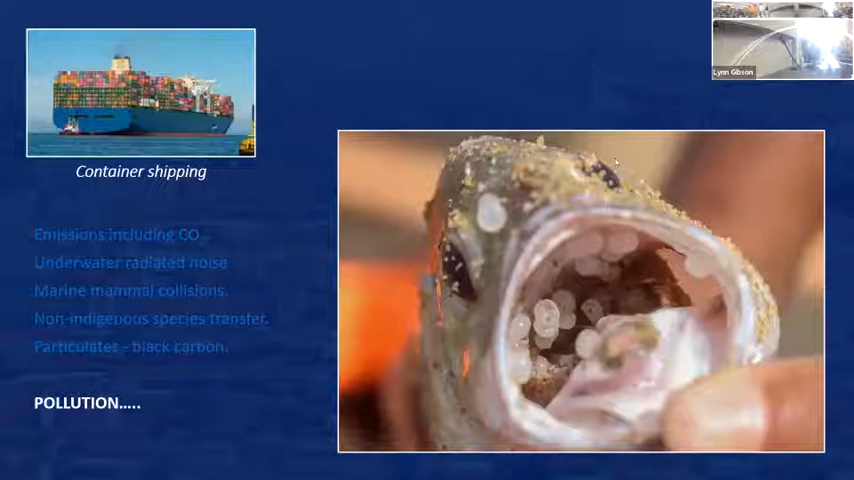 Lynn Gibson
Container shipping
Emissions including CO
Underwater radiated noise
Marine mammal collisions.
Non-indigenous species transfer.
Particulates - black carbon.
POLLUTION.....